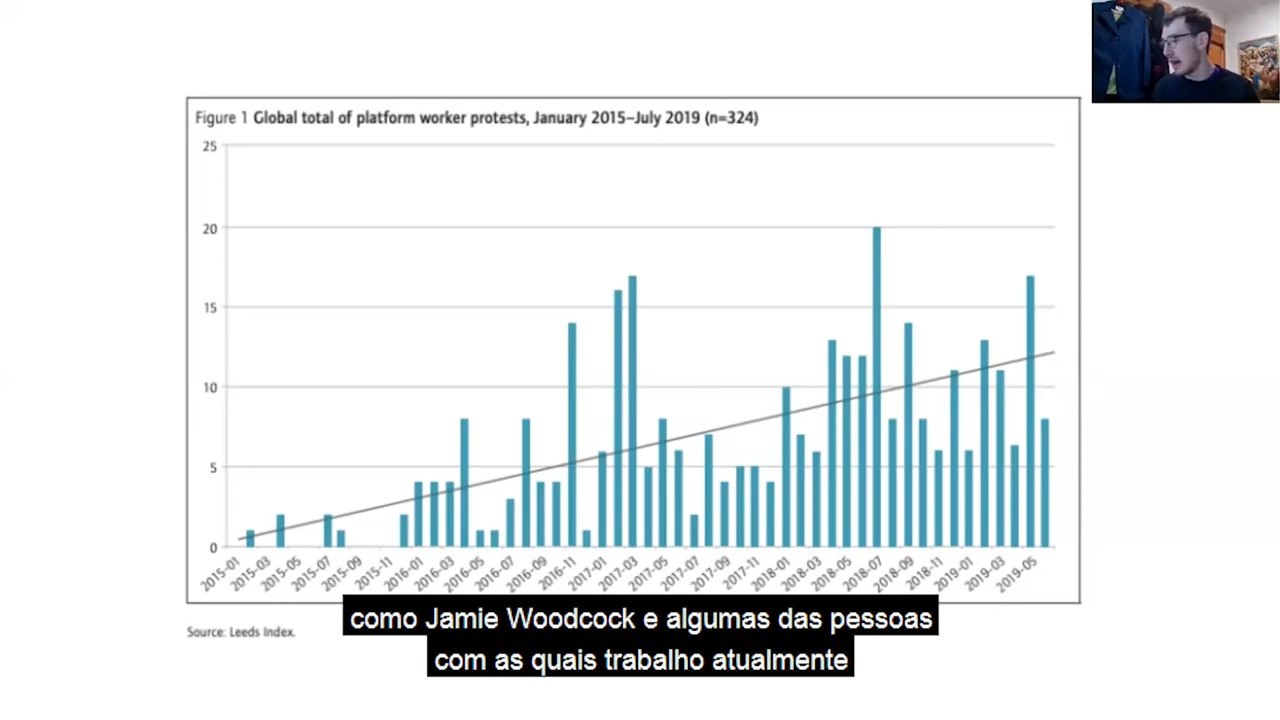 Figure 1 Global total of platform worker protests, January 2015–July 2019 (n=324)
25
20
15
10
5
0
2015-01 2015-03 2015-05 2015-07 2015-09 2015-11 2016-01 2016-03 2016-05 2016-07 2016-09 2016-11 2017-01 2017-03 2017-05 2017-07 2017-09 2017-11 2018-01 2018-03 2018-05 2018-07 2018-09 2018-11 2019-01 2019-03 2019-05
Source: Leeds Index.
como Jamie Woodcock e algumas das pessoas
com as quais trabalho atualmente